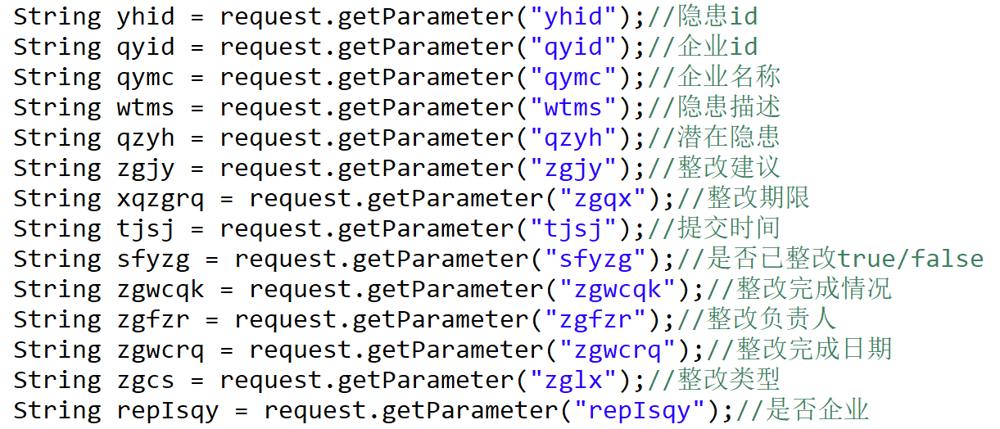 String yhid = request.getParameter("yhid");//隐患id
String qyid = request.getParameter("qyid");//企业id
String qymc = request.getParameter("qymc");//企业名称
String wtms = request.getParameter("wtms");//隐患描述
String qzyh = request.getParameter("qzyh");//潜在隐患
String zgjy = request.getParameter("zgjy");//整改建议
String xqzgrq = request.getParameter("zgqx");//整改期限
String tjsj = request.getParameter("tjsj");//提交时间
String sfyzg = request.getParameter("sfyzg");//是否已整改true/false
String zgwcqk = request.getParameter("zgwcqk");//整改完成情况
String zgfzr = request.getParameter("zgfzr");//整改负责人
String zgwcrq = request.getParameter("zgwcrq");//整改完成日期
String zgcs = request.getParameter("zglx");//整改类型
String repIsqy = request.getParameter("repIsqy");//是否企业